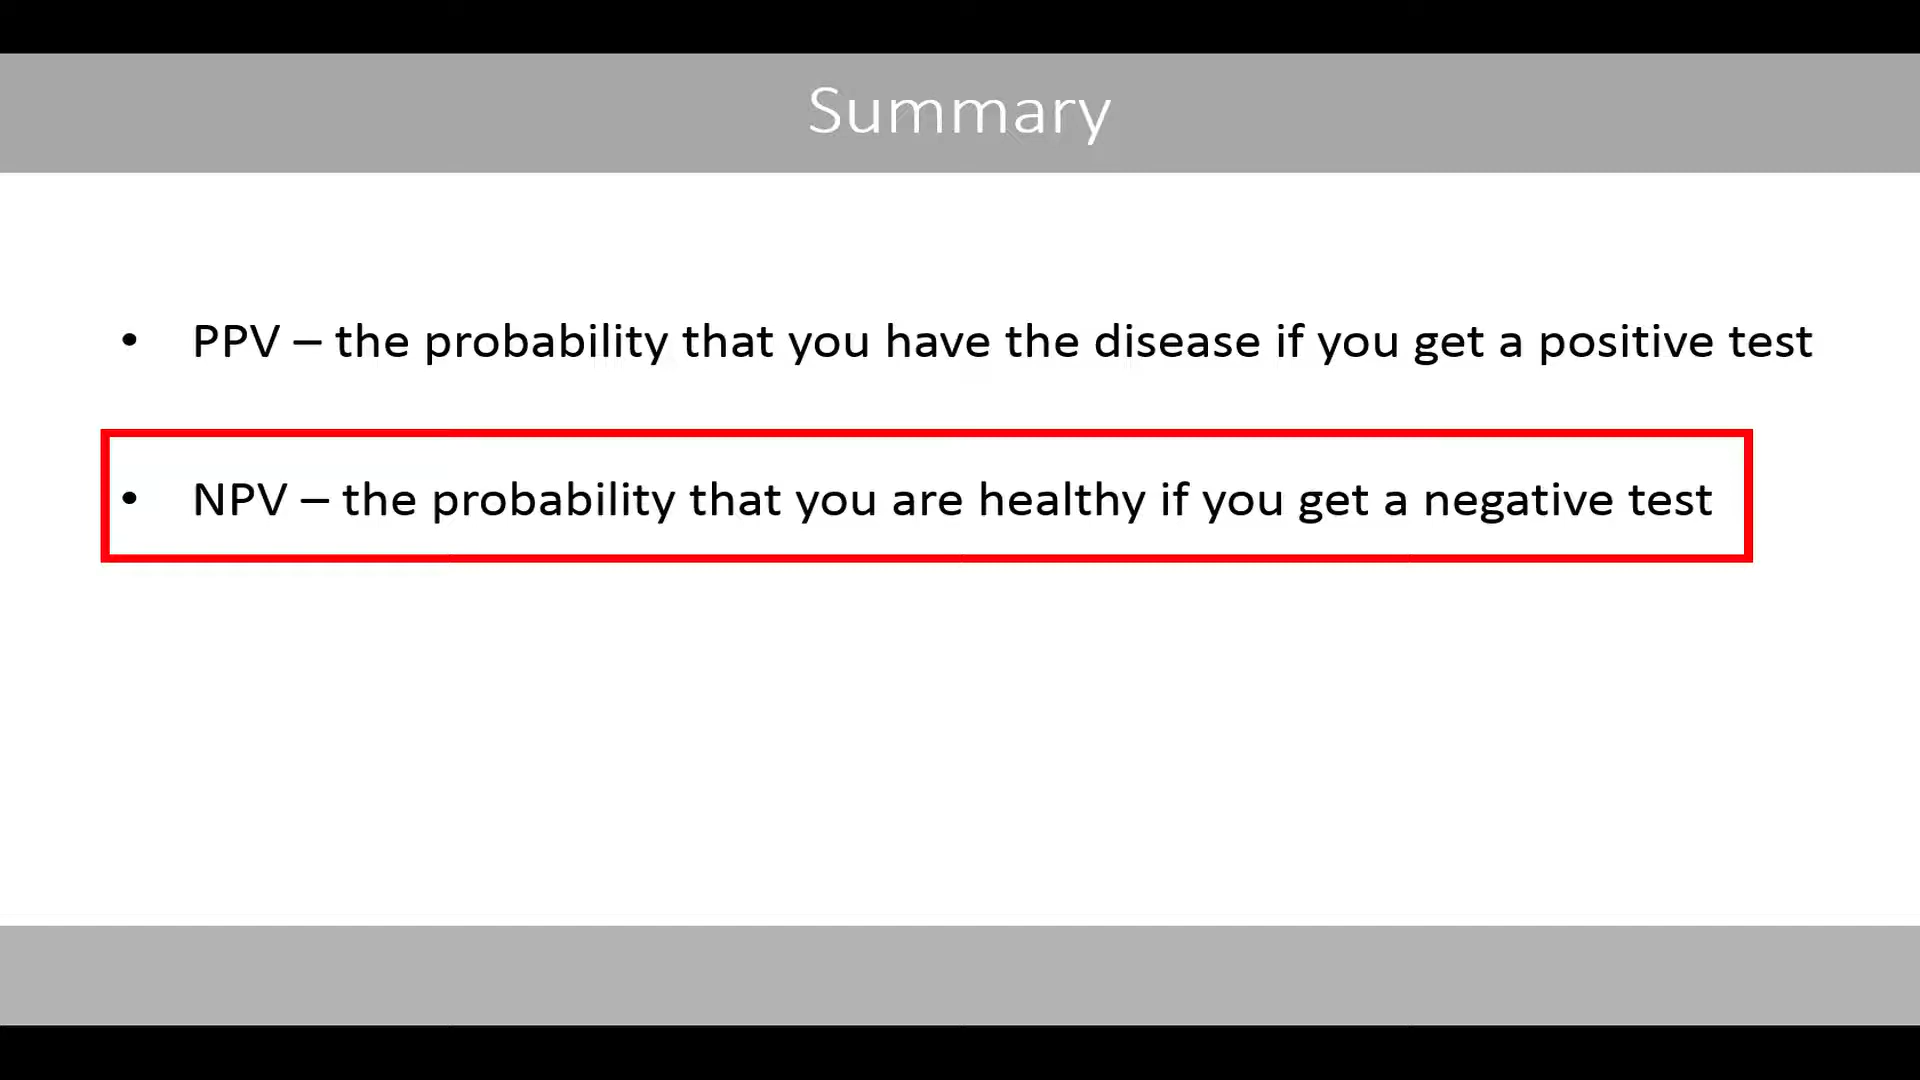 Summary
• PPV – the probability that you have the disease if you get a positive test
• NPV – the probability that you are healthy if you get a negative test